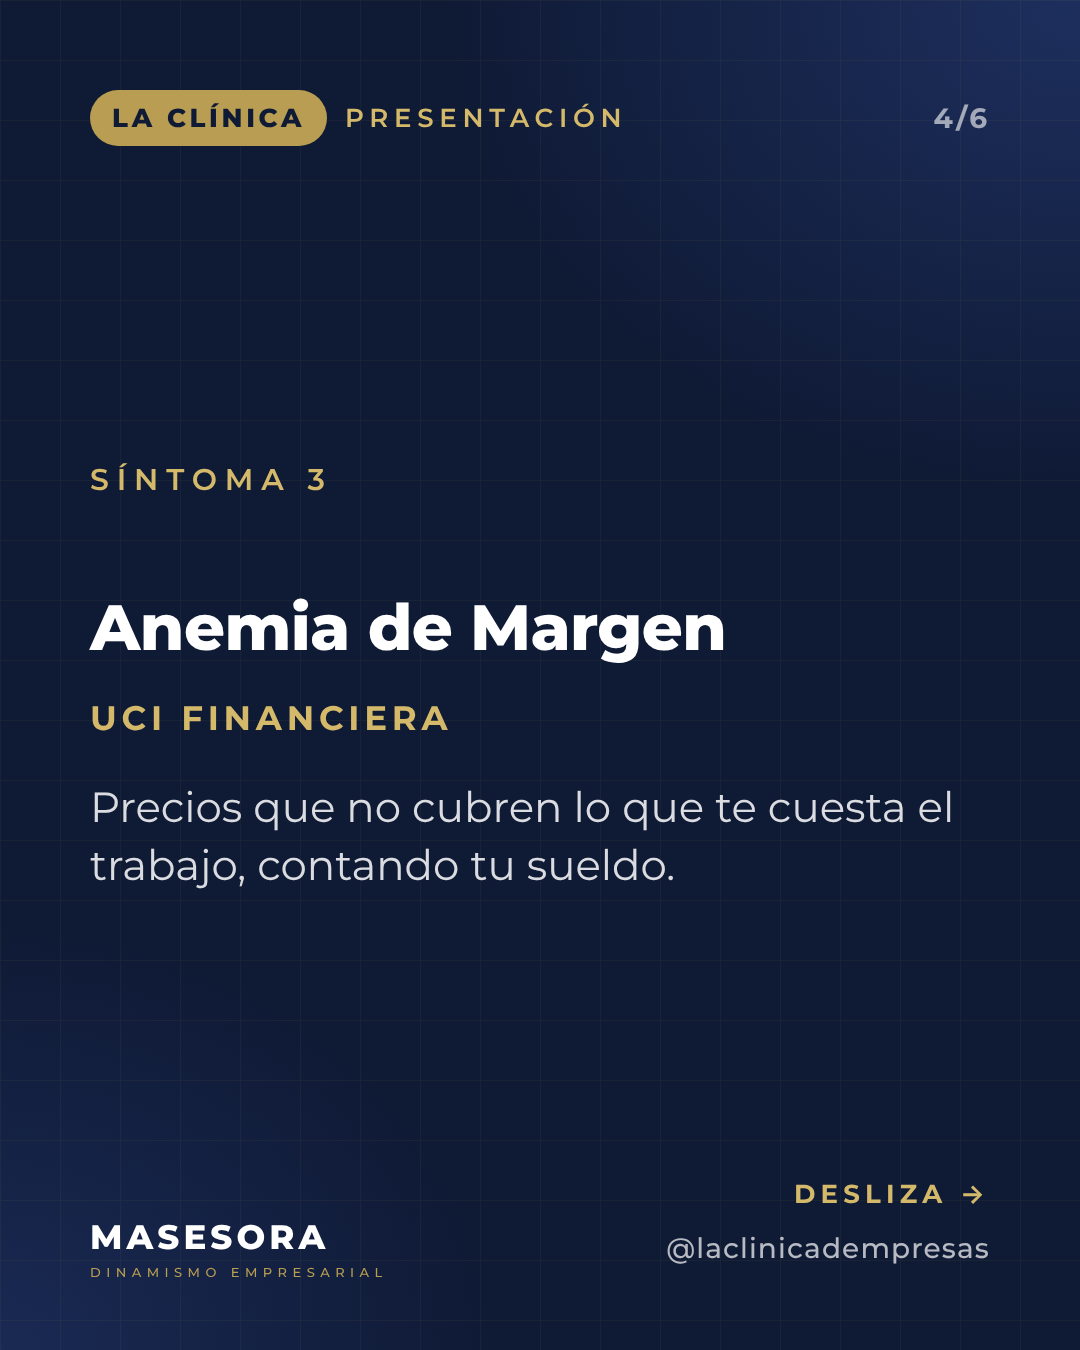 LA CLÍNICA PRESENTACIÓN 4/6
SÍNTOMA 3
Anemia de Margen
UCI FINANCIERA
Precios que no cubren lo que te cuesta el
trabajo, contando tu sueldo.
DESLIZA →
MASESORA
DINAMISMO EMPRESARIAL
@laclinicadempresas